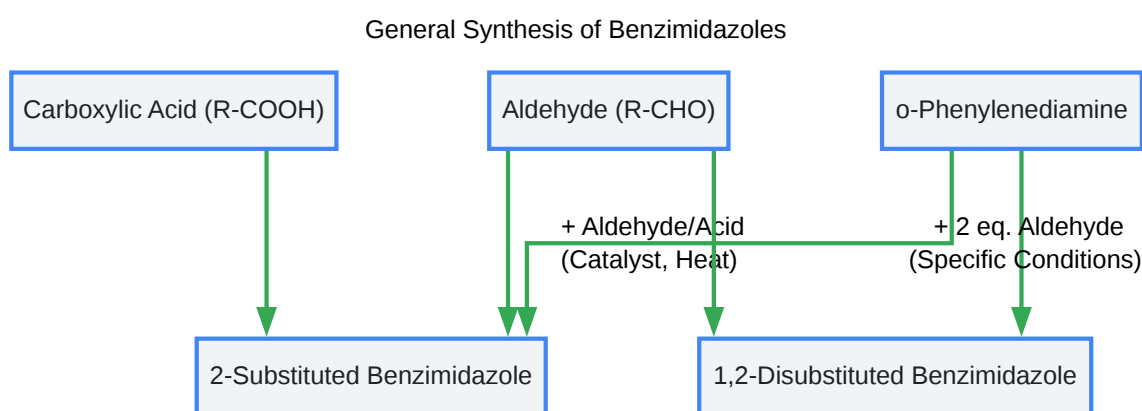 General Synthesis of Benzimidazoles
Carboxylic Acid (R-COOH)
Aldehyde (R-CHO)
o-Phenylenediamine
+ Aldehyde/Acid
(Catalyst, Heat)
+ 2 eq. Aldehyde
(Specific Conditions)
2-Substituted Benzimidazole
1,2-Disubstituted Benzimidazole